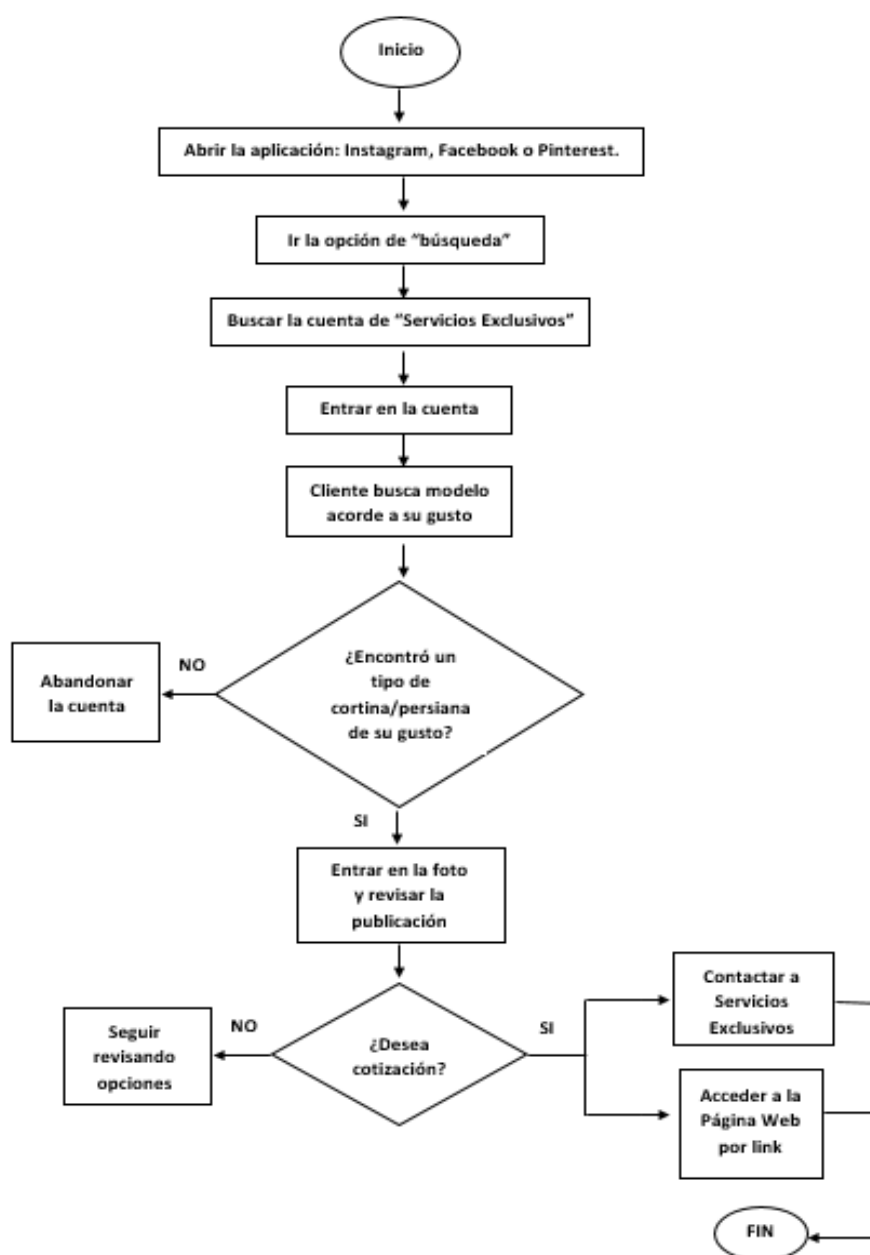 Inicio
Abrir la aplicación: Instagram, Facebook o Pinterest.
Ir la opción de “búsqueda”
Buscar la cuenta de “Servicios Exclusivos”
Entrar en la cuenta
Cliente busca modelo
acorde a su gusto
¿Encontró un
tipo de
cortina/persiana
de su gusto?
NO
Abandonar
la cuenta
SI
Entrar en la foto
y revisar la
publicación
¿Desea
cotización?
NO
Seguir
revisando
opciones
SI
Contactar a
Servicios
Exclusivos
Acceder a la
Página Web
por link
FIN